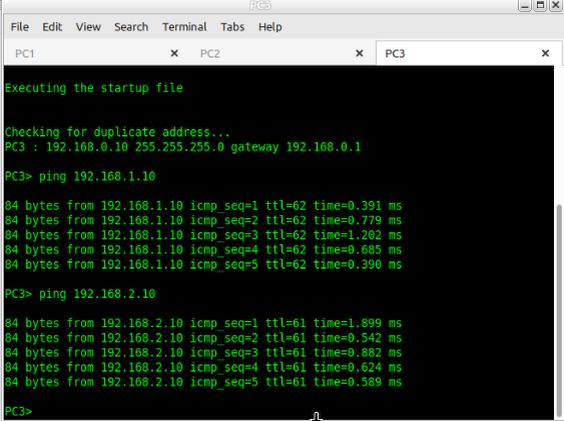 PC3
File Edit View Search Terminal Tabs Help
PC1 × PC2 × PC3 ×
Executing the startup file
Checking for duplicate address...
PC3 : 192.168.0.10 255.255.255.0 gateway 192.168.0.1
PC3> ping 192.168.1.10
84 bytes from 192.168.1.10 icmp_seq=1 ttl=62 time=0.391 ms
84 bytes from 192.168.1.10 icmp_seq=2 ttl=62 time=0.779 ms
84 bytes from 192.168.1.10 icmp_seq=3 ttl=62 time=1.202 ms
84 bytes from 192.168.1.10 icmp_seq=4 ttl=62 time=0.685 ms
84 bytes from 192.168.1.10 icmp_seq=5 ttl=62 time=0.390 ms
PC3> ping 192.168.2.10
84 bytes from 192.168.2.10 icmp_seq=1 ttl=61 time=1.899 ms
84 bytes from 192.168.2.10 icmp_seq=2 ttl=61 time=0.542 ms
84 bytes from 192.168.2.10 icmp_seq=3 ttl=61 time=0.882 ms
84 bytes from 192.168.2.10 icmp_seq=4 ttl=61 time=0.624 ms
84 bytes from 192.168.2.10 icmp_seq=5 ttl=61 time=0.589 ms
PC3>